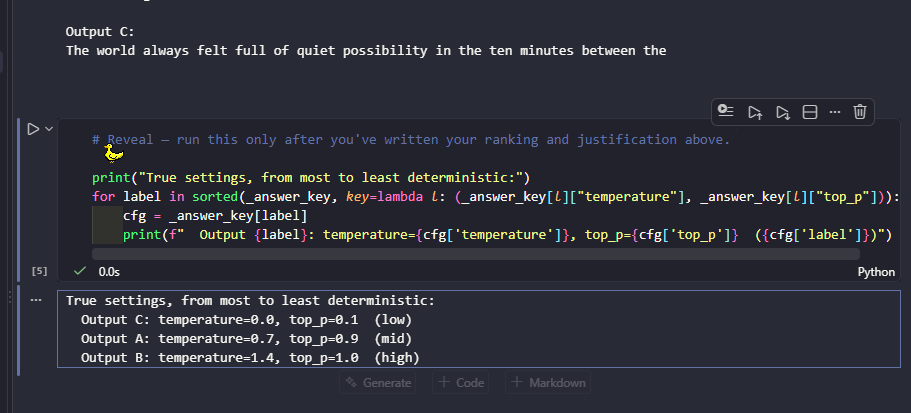 Output C:
The world always felt full of quiet possibility in the ten minutes between the
# Reveal — run this only after you've written your ranking and justification above.
print("True settings, from most to least deterministic:")
for label in sorted(_answer_key, key=lambda l: (_answer_key[l]["temperature"], _answer_key[l]["top_p"])):
    cfg = _answer_key[label]
    print(f"  Output {label}: temperature={cfg['temperature']}, top_p={cfg['top_p']}  ({cfg['label']})")
[5]
0.0s
Python
...
True settings, from most to least deterministic:
  Output C: temperature=0.0, top_p=0.1  (low)
  Output A: temperature=0.7, top_p=0.9  (mid)
  Output B: temperature=1.4, top_p=1.0  (high)
Generate + Code + Markdown